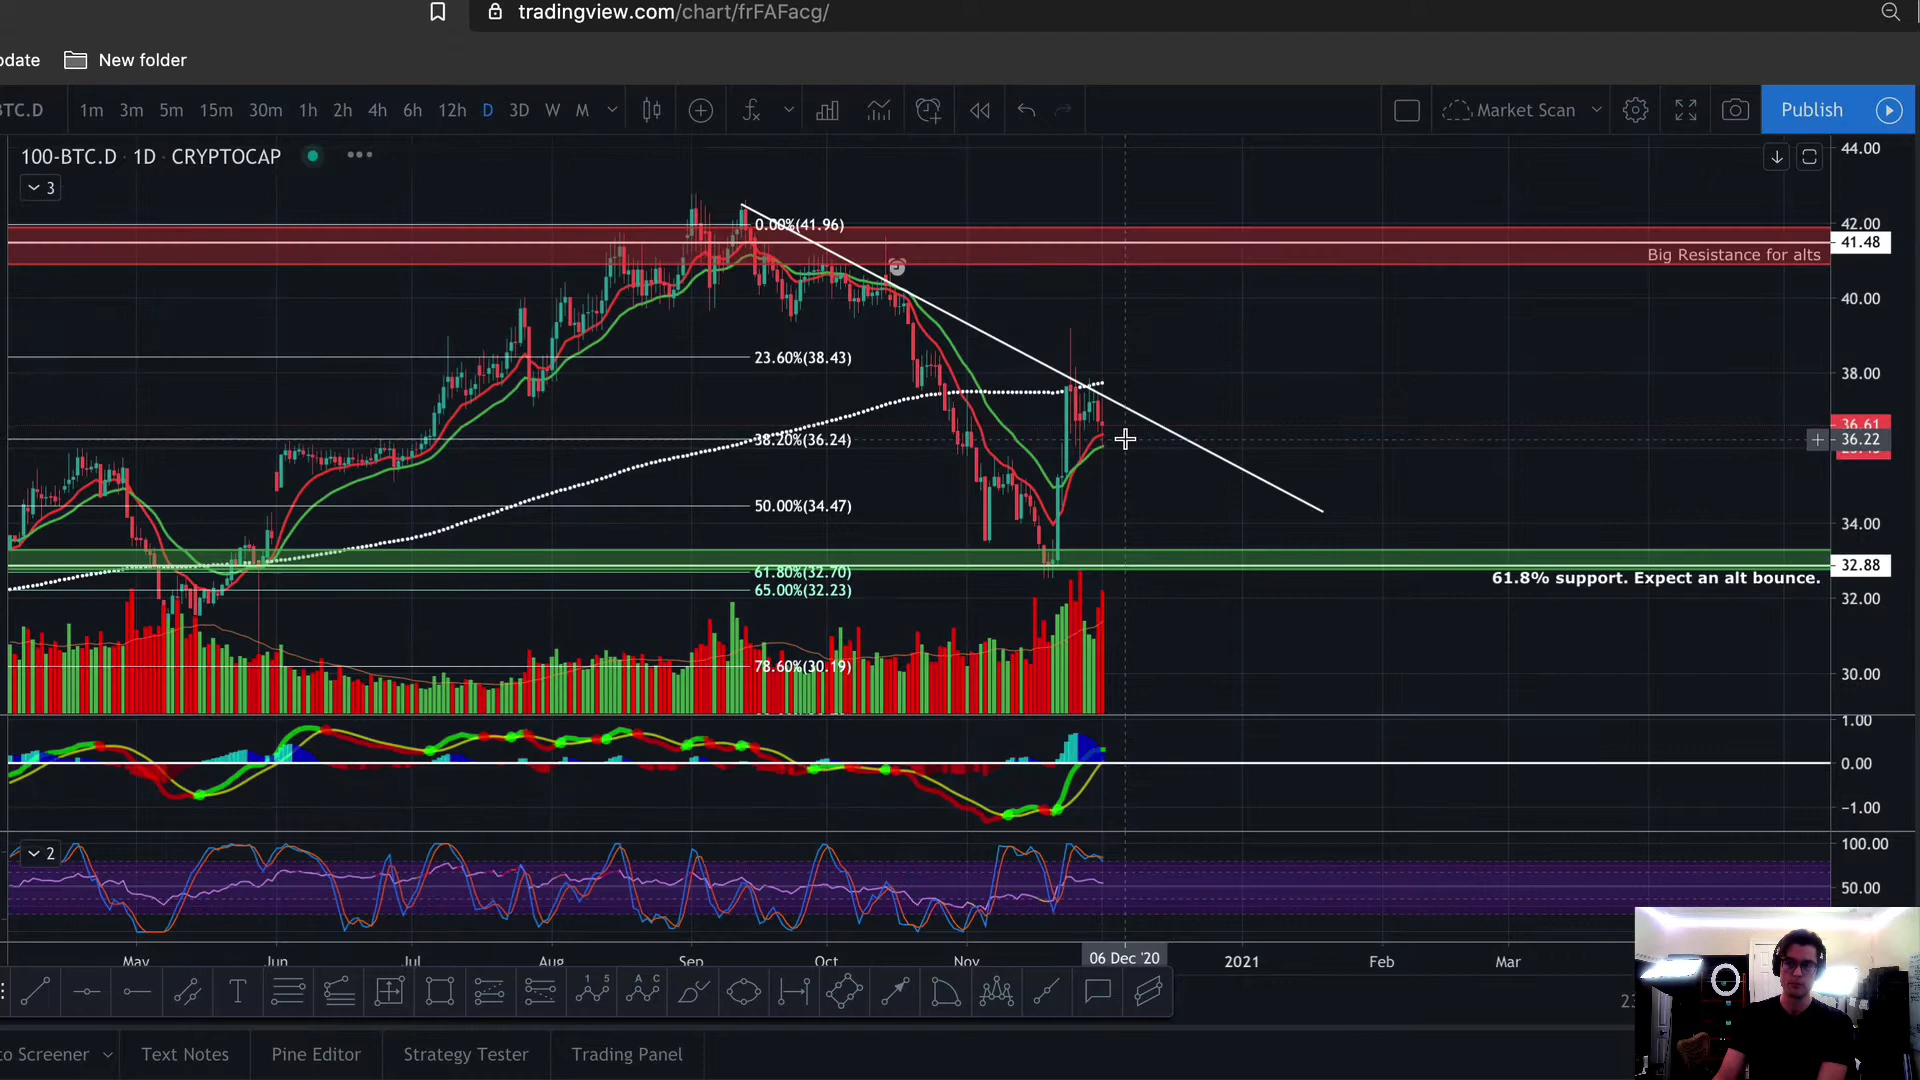 tradingview.com/chart/frFAFacg/
pdate New folder
BTC.D 1m 3m 5m 15m 30m 1h 2h 4h 6h 12h D 3D W M Market Scan Publish
100-BTC.D · 1D · CRYPTOCAP
3
44.00
0.00%(41.96)
42.00
41.48
Big Resistance for alts
40.00
23.60%(38.43)
38.00
36.61
38.20%(36.24)
36.22
50.00%(34.47)
34.00
32.88
61.80%(32.70)
61.8% support. Expect an alt bounce.
65.00%(32.23)
32.00
78.60%(30.19)
30.00
1.00
0.00
−1.00
2
100.00
50.00
May Jun Jul Aug Sep Oct Nov 06 Dec '20 2021 Feb Mar
T 1 5 A C
to Screener Text Notes Pine Editor Strategy Tester Trading Panel